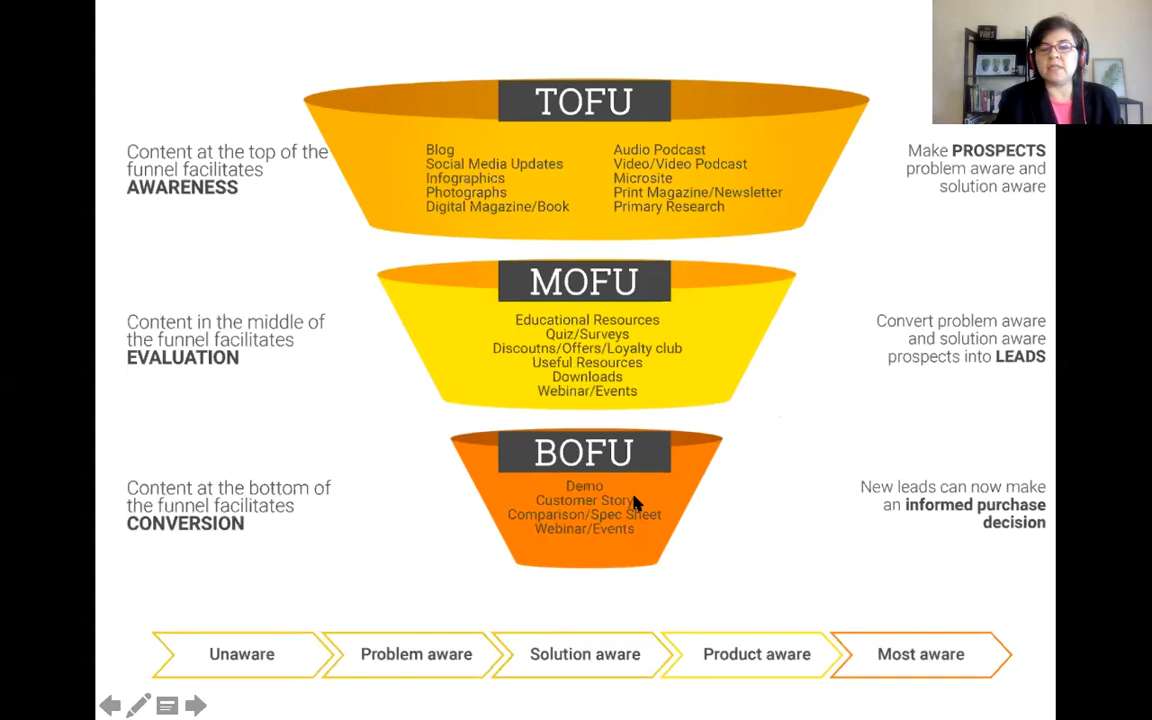 VIBES
TOFU
Content at the top of the
funnel facilitates
AWARENESS
Blog
Social Media Updates
Infographics
Photographs
Digital Magazine/Book
Audio Podcast
Video/Video Podcast
Microsite
Print Magazine/Newsletter
Primary Research
Make PROSPECTS
problem aware and
solution aware
MOFU
Content in the middle of
the funnel facilitates
EVALUATION
Educational Resources
Quiz/Surveys
Discoutns/Offers/Loyalty club
Useful Resources
Downloads
Webinar/Events
Convert problem aware
and solution aware
prospects into LEADS
BOFU
Content at the bottom of
the funnel facilitates
CONVERSION
Demo
Customer Story
Comparison/Spec Sheet
Webinar/Events
New leads can now make
an informed purchase
decision
Unaware
Problem aware
Solution aware
Product aware
Most aware